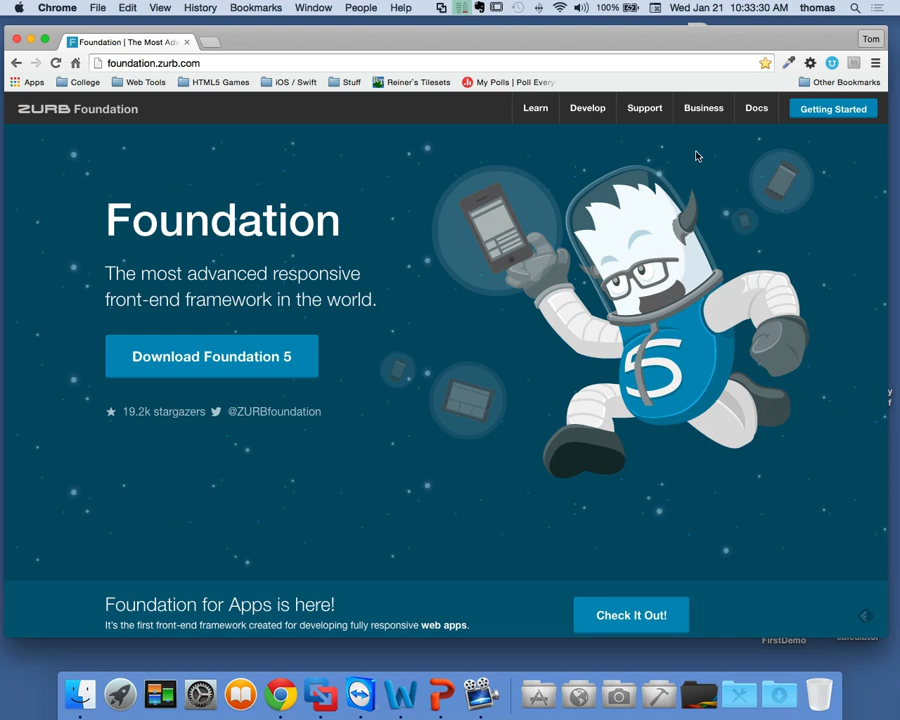 Chrome File Edit View History Bookmarks Window People Help 100% Wed Jan 21 10:33:30 AM thomas
Foundation | The Most Adv
Tom
foundation.zurb.com
Apps College Web Tools HTML5 Games iOS / Swift Stuff Reiner's Tilesets My Polls | Poll Every Other Bookmarks
ZURB Foundation Learn Develop Support Business Docs Getting Started
Foundation
The most advanced responsive
front-end framework in the world.
Download Foundation 5
19.2k stargazers @ZURBfoundation
5
Foundation for Apps is here!
It's the first front-end framework created for developing fully responsive web apps.
Check It Out!
FirstDemo